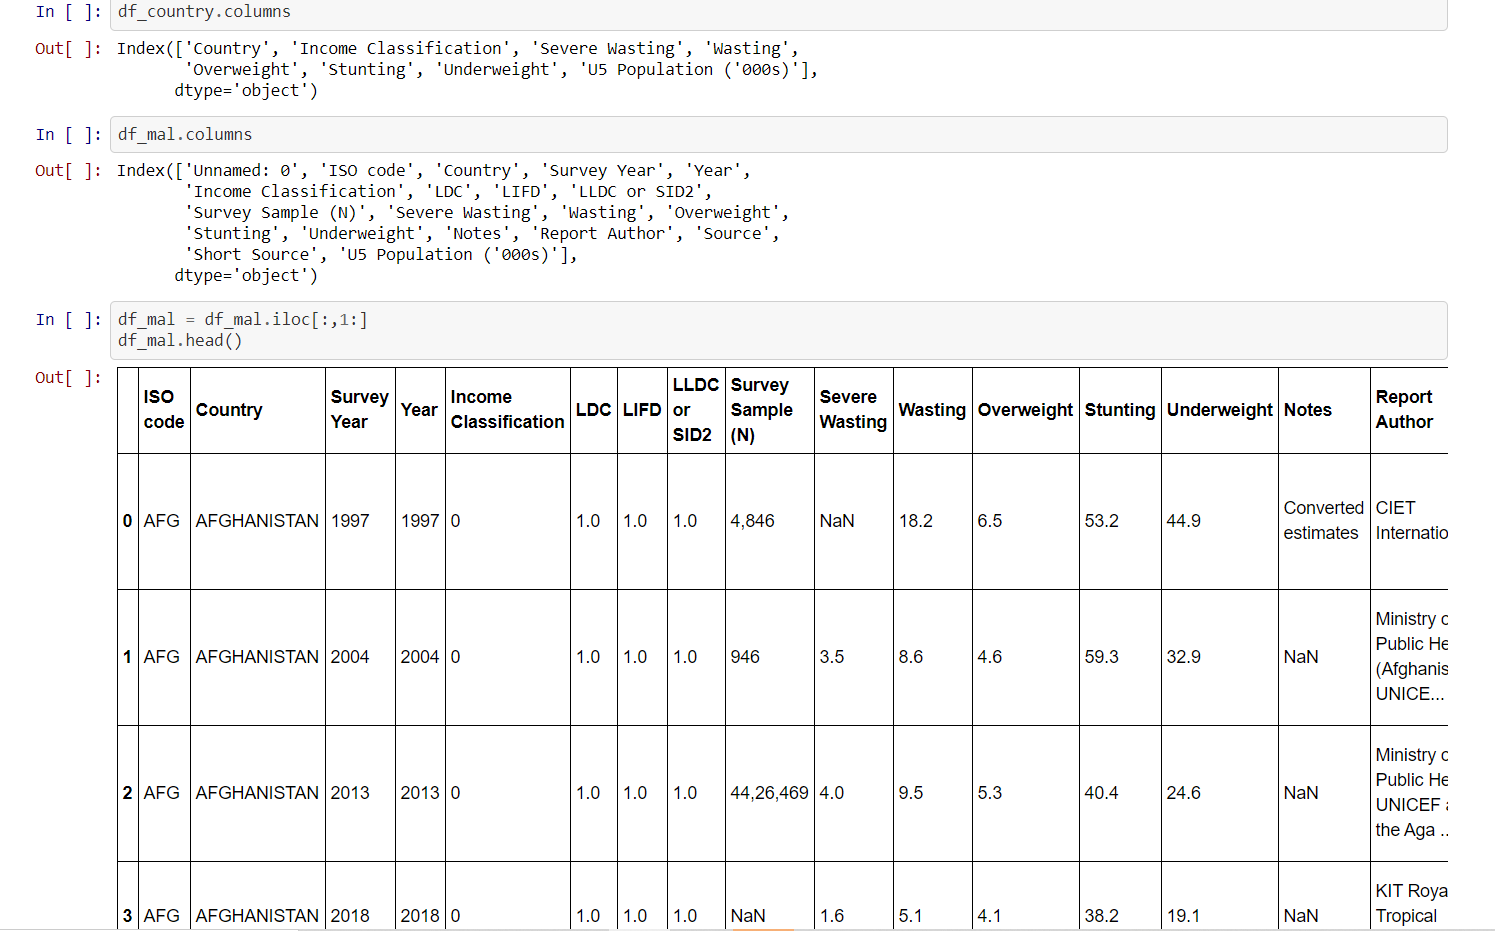 In [ ]: df_country.columns
Out[ ]: Index(['Country', 'Income Classification', 'Severe Wasting', 'Wasting',
'Overweight', 'Stunting', 'Underweight', 'U5 Population ('000s)'],
dtype='object')
In [ ]: df_mal.columns
Out[ ]: Index(['Unnamed: 0', 'ISO code', 'Country', 'Survey Year', 'Year',
'Income Classification', 'LDC', 'LIFD', 'LLDC or SID2',
'Survey Sample (N)', 'Severe Wasting', 'Wasting', 'Overweight',
'Stunting', 'Underweight', 'Notes', 'Report Author', 'Source',
'Short Source', 'U5 Population ('000s)'],
dtype='object')
In [ ]: df_mal = df_mal.iloc[:,1:]
df_mal.head()
Out[ ]:
ISO code Country Survey Year Year Income Classification LDC LIFD LLDC or SID2 Survey Sample (N) Severe Wasting Wasting Overweight Stunting Underweight Notes Report Author
0 AFG AFGHANISTAN 1997 1997 0 1.0 1.0 1.0 4,846 NaN 18.2 6.5 53.2 44.9 Converted estimates CIET Internatio
1 AFG AFGHANISTAN 2004 2004 0 1.0 1.0 1.0 946 3.5 8.6 4.6 59.3 32.9 NaN Ministry Public He (Afghanis UNICE...
2 AFG AFGHANISTAN 2013 2013 0 1.0 1.0 1.0 44,26,469 4.0 9.5 5.3 40.4 24.6 NaN Ministry Public He UNICEF the Aga ..
3 AFG AFGHANISTAN 2018 2018 0 1.0 1.0 1.0 NaN 1.6 5.1 4.1 38.2 19.1 NaN KIT Roya Tropical